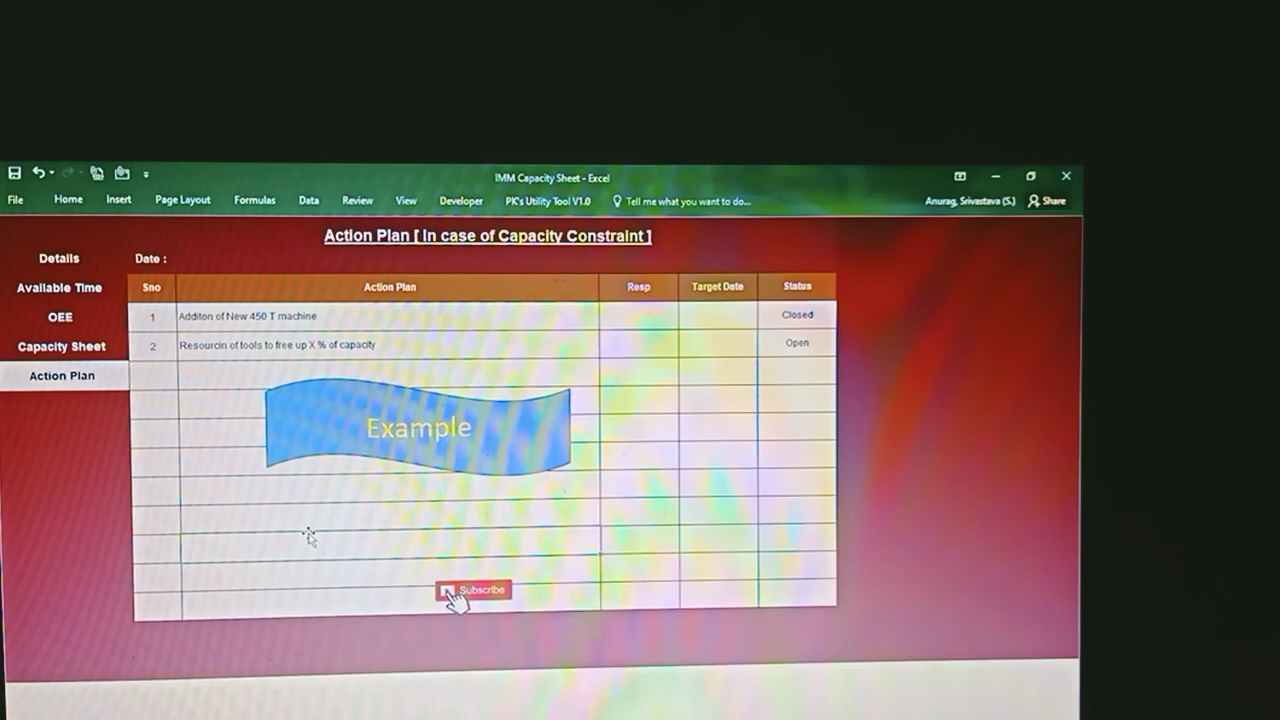 IMM Capacity Sheet - Excel
File Home Insert Page Layout Formulas Data Review View Developer PK's Utility Tool V1.0 Tell me what you want to do... Anurag, Srivastava (S.) Share
Action Plan [ In case of Capacity Constraint ]
Details
Date :
Available Time
OEE
Capacity Sheet
Action Plan
Sno Action Plan Resp Target Date Status
1 Additon of New 450 T machine Closed
2 Resourcin of tools to free up X % of capacity Open
Example
Subscribe